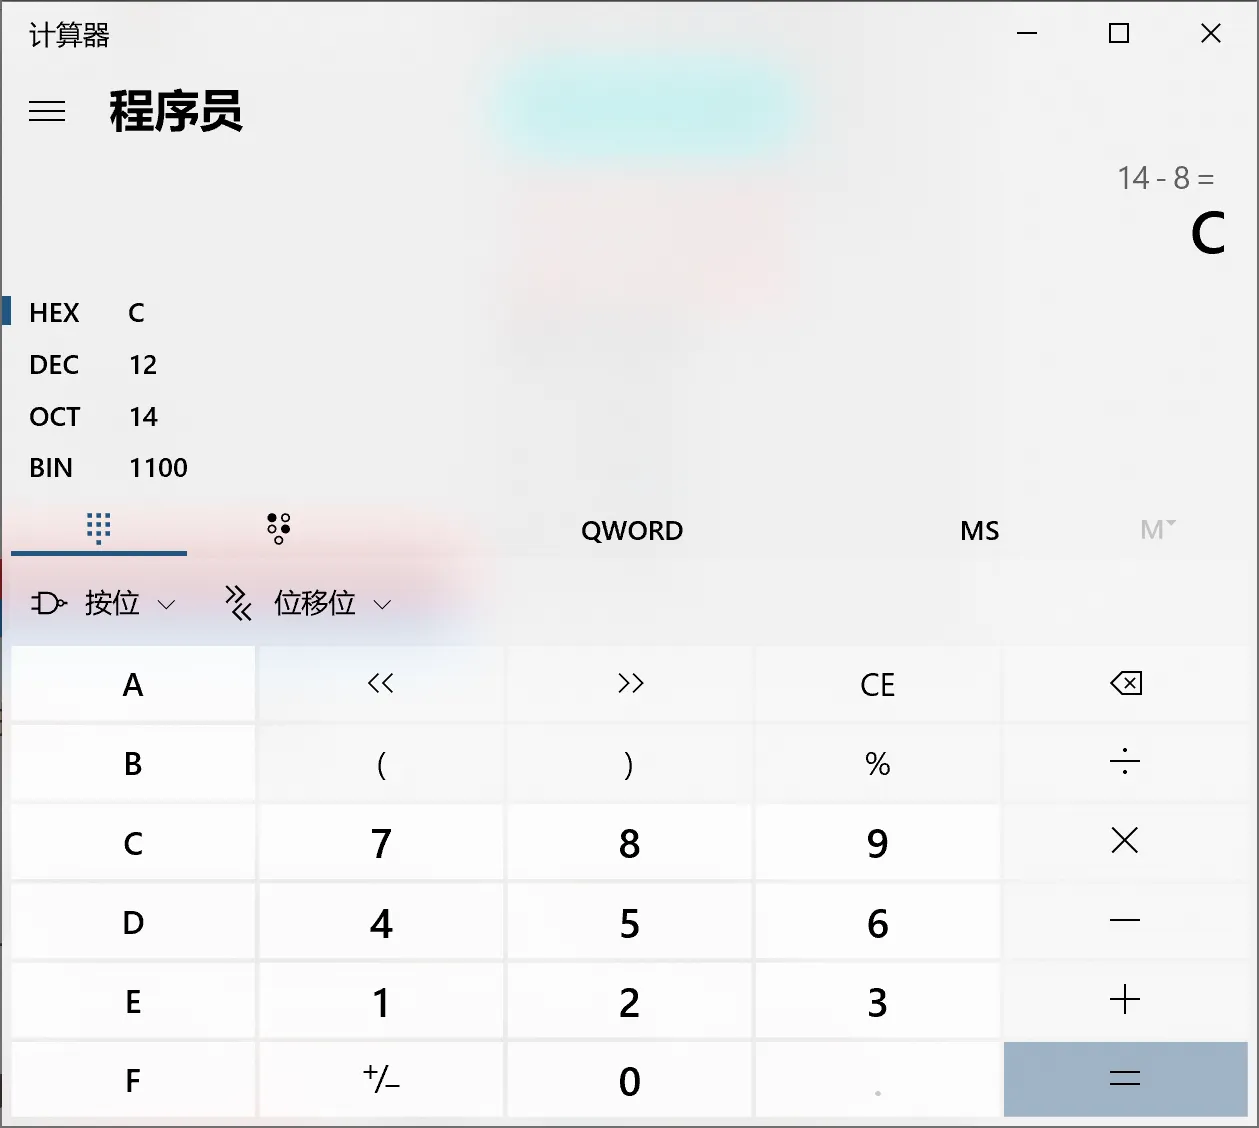 计算器
程序员
14 - 8 =
C
HEX C
DEC 12
OCT 14
BIN 1100
QWORD MS M
按位 位移位
A << >> CE
B ( ) % ÷
C 7 8 9 ×
D 4 5 6 −
E 1 2 3 +
F +/− 0 . =